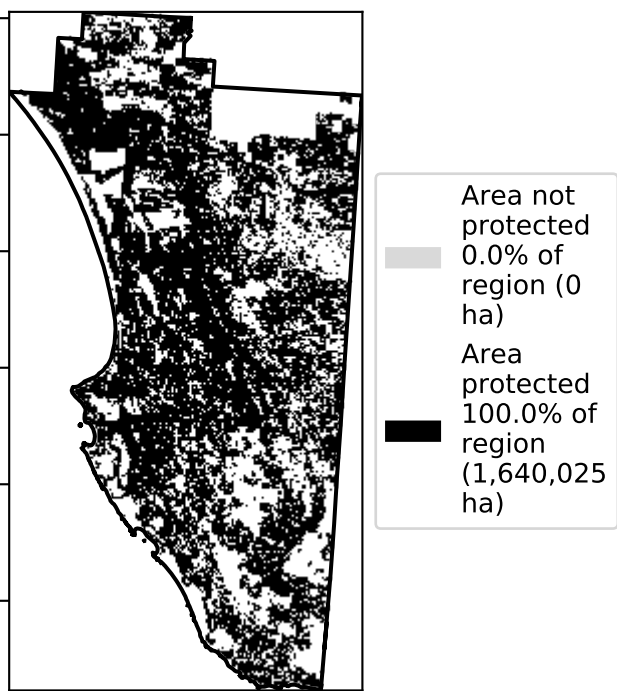 Area not
protected
0.0% of
region (0
ha)
Area
protected
100.0% of
region
(1,640,025
ha)